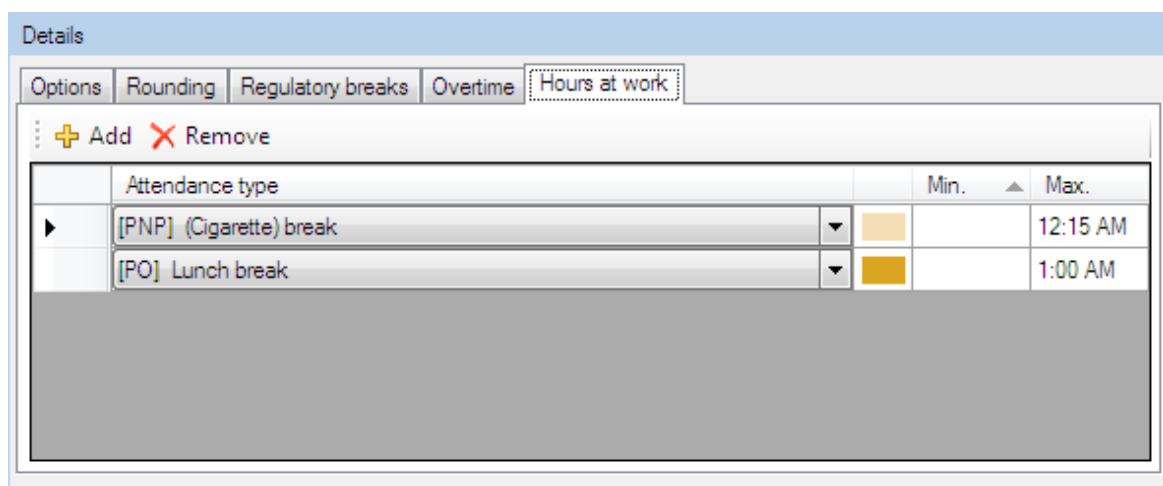 Details
Options Rounding Regulatory breaks Overtime Hours at work
Add Remove
Attendance type Min. Max.
[PNP] (Cigarette) break 12:15 AM
[PO] Lunch break 1:00 AM